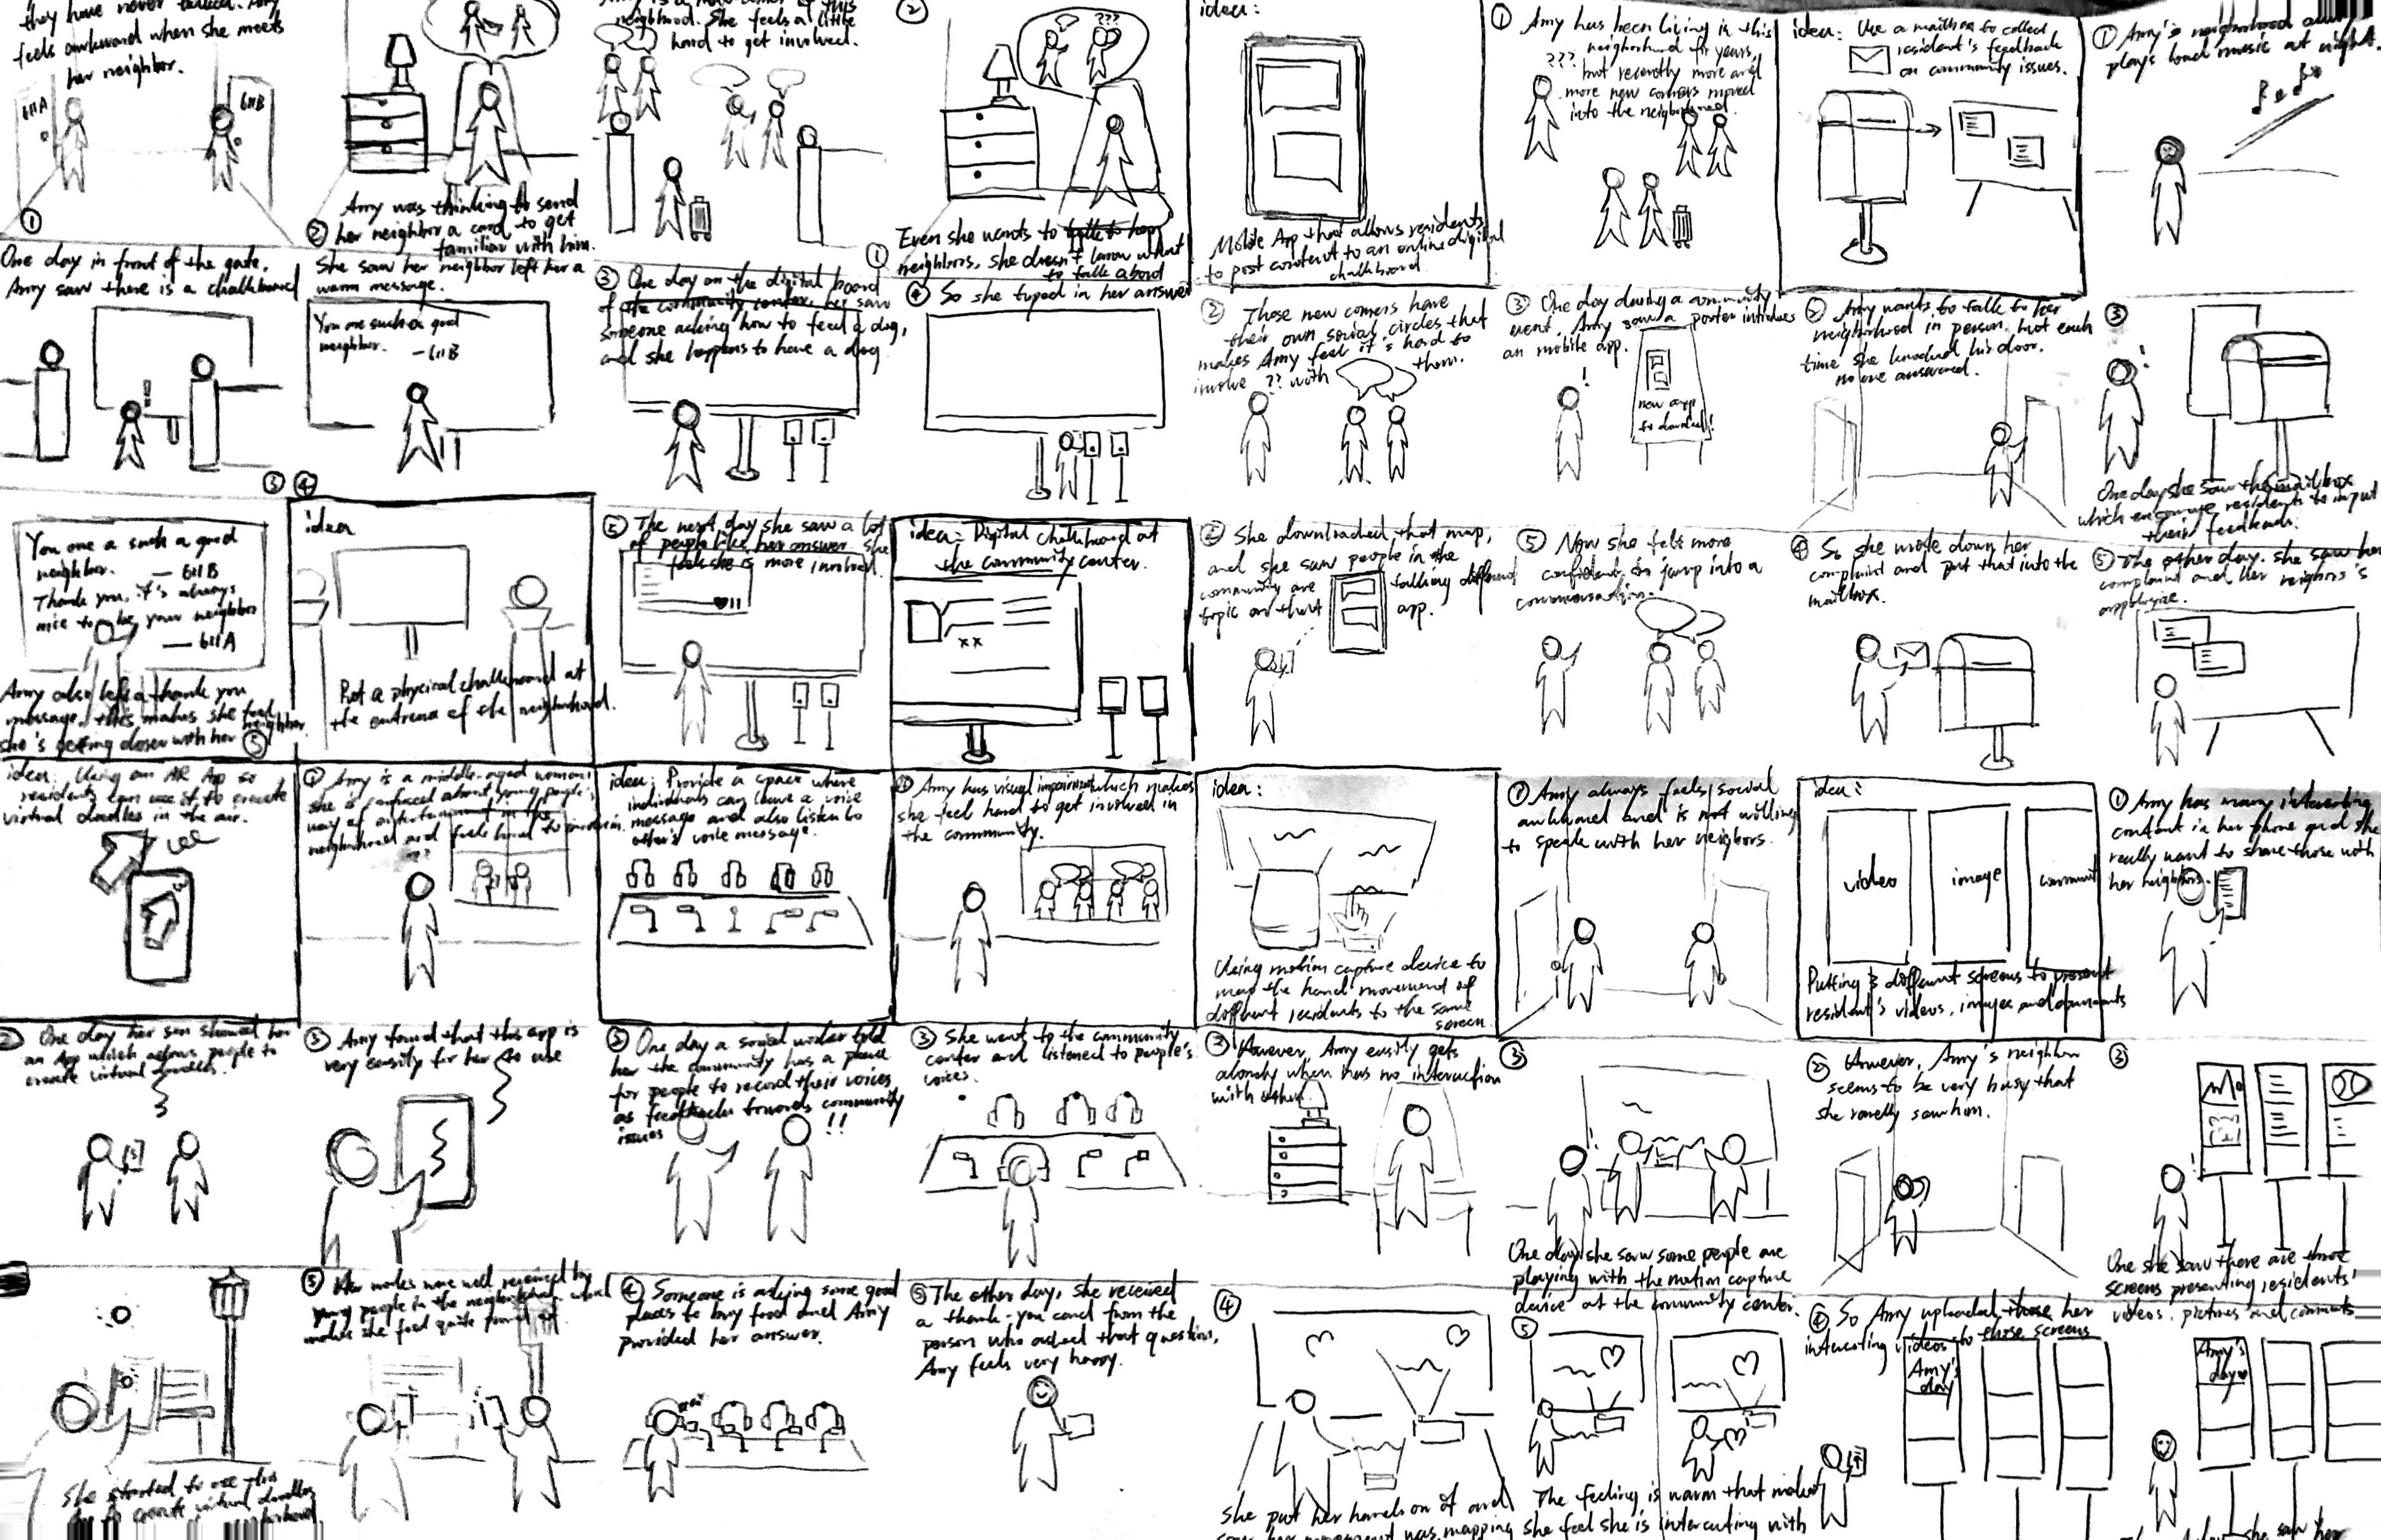 they have never
feels awkward when she meets
her neighbor.
611A
611B
①
② Amy was thinking to send
her neighbor a card to get
familiar with him.
neighborhood. She feels a little
hard to get involved.
①
②
???
Even she wants to
neighbors, she doesn't know what
to talk about
idea:
Mobile App that allows residents
to post content to an online digital
chalkboard
① Amy has been living in this
neighborhood for years,
???
but recently more and
more new comers moved
into the neighborhood
idea: Use a mailbox to collect
resident's feedback
on community issues.
① Amy's neighborhood
plays loud music at night.
One day in front of the gate,
Amy saw there is a chalkboard
③
She saw her neighbor left her a
warm message.
You are such a good
neighbor.
— 611B
④
③ One day on the digital board
of the community center, her saw
someone asking how to feed a dog,
and she happens to have a dog.
④ So she typed in her answer
② Those new comers have
their own social circles that
makes Amy feel it's hard to
involve with them.
??
③ One day during a community
event, Amy saw a poster introduces
an mobile app.
!
new app
to download!
② Amy wants to talk to her
neighborhood in person, but each
time she knocked his door,
no one answered.
③
!
One day she saw the mailbox
which encourage residents to input
their feedback.
You are a such a good
neighbor.
— 611B
Thank you, it's always
nice to be your neighbor
— 611A
Amy also left a thank you
message, this makes she feel
she's getting closer with her neighbor
⑤
idea
Put a physical chalkboard at
the entrance of the neighborhood.
⑤ The next day she saw a lot
of people like her answer, she
feels she is more involved.
idea: Digital chalkboard at
the community center.
xx
④ She downloaded that map,
and she saw people in the
community are talking different
topic on that app.
⑤ Now she felt more
confident to jump into a
conversation.
④ So she wrote down her
complaint and put that into the
mailbox.
⑤ The other day, she saw her
complaint and her neighbor's
apologize.
idea: Using an AR App so
residents can use it to create
virtual doodles in the air.
① Amy is a middle-aged woman,
she is confused about young people's
way of entertainment in the
neighborhood and feels hard to
idea: Provide a space where
individuals can leave a voice
message and also listen to
other's voice message.
① Amy has visual impairment which makes
she feel hard to get involved in
the community.
idea:
Using motion capture device to
map the hand movement of
different residents to the same
screen.
① Amy always feels social
awkward and is not willing
to speak with her neighbors.
idea:
video
image
comment
Putting 3 different screens to present
resident's videos, images and comments
① Amy has many interesting
content in her phone and she
really want to share those with
her neighbors.
② One day her son showed her
an App which allows people to
create virtual doodles.
③ Amy found that this app is
very easily for her to use
② One day a social worker told
her the community has a place
for people to record their voices
as feedbacks towards community
issues
!!
③ She went to the community
center and listened to people's
voices.
② However, Amy easily gets
when has no interaction
with other.
③
!
One day she saw some people are
playing with the motion capture
device at the community center.
② However, Amy's neighbor
seems to be very busy that
she rarely saw him.
③
!
One she saw there are three
screens presenting residents'
videos, pictures and comments
She started to use this
App to create virtual doodles
⑤ Her works were well received by
young people in the neighborhood, which
makes she feel quite proud of.
④ Someone is asking some good
places to buy food and Amy
provided her answer.
⑤ The other day, she received
a thank-you card from the
person who asked that question,
Amy feels very happy.
④
She put her hands on it and
was mapping
⑤
The feeling is warm that makes
she feel she is interacting with
④ So Amy uploaded those her
interesting videos to those screens
Amy's
day
Amy's
day
she saw her